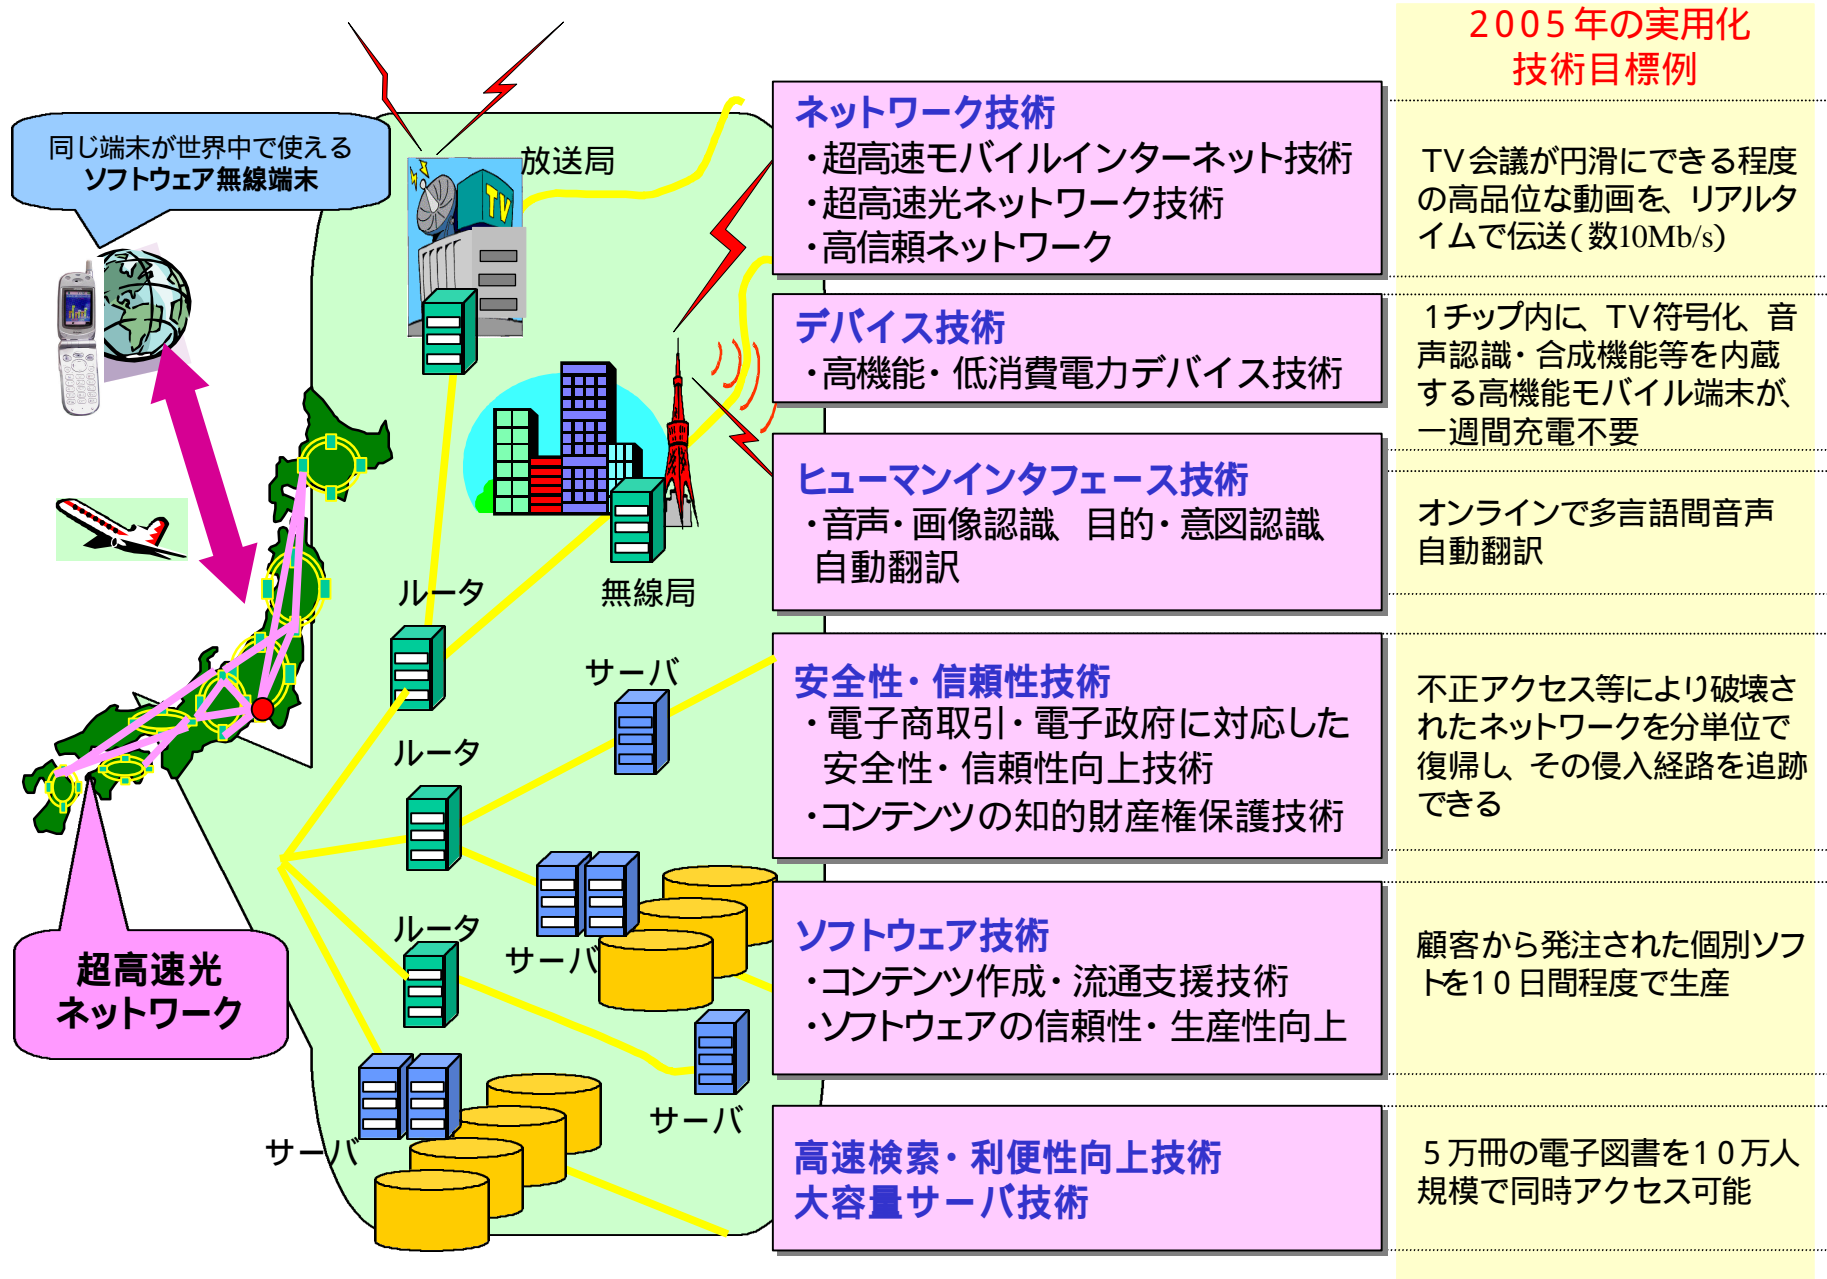 2005年の実用化
技術目標例
同じ端末が世界中で使える
ソフトウェア無線端末
放送局
TV
ルータ
無線局
サーバ
ルータ
ルータ
サーバ
サーバ
サーバ
超高速光
ネットワーク
ネットワーク技術
・超高速モバイルインターネット技術
・超高速光ネットワーク技術
・高信頼ネットワーク
TV会議が円滑にできる程度
の高品位な動画を、リアルタ
イムで伝送(数10Mb/s)
デバイス技術
・高機能・低消費電力デバイス技術
1チップ内に、TV符号化、音
声認識・合成機能等を内蔵
する高機能モバイル端末が、
一週間充電不要
ヒューマンインタフェース技術
・音声・画像認識、目的・意図認識、
自動翻訳
オンラインで多言語間音声
自動翻訳
安全性・信頼性技術
・電子商取引・電子政府に対応した
安全性・信頼性向上技術
・コンテンツの知的財産権保護技術
不正アクセス等により破壊さ
れたネットワークを分単位で
復帰し、その侵入経路を追跡
できる
ソフトウェア技術
・コンテンツ作成・流通支援技術
・ソフトウェアの信頼性・生産性向上
顧客から発注された個別ソフ
トを10日間程度で生産
高速検索・利便性向上技術
大容量サーバ技術
5万冊の電子図書を10万人
規模で同時アクセス可能